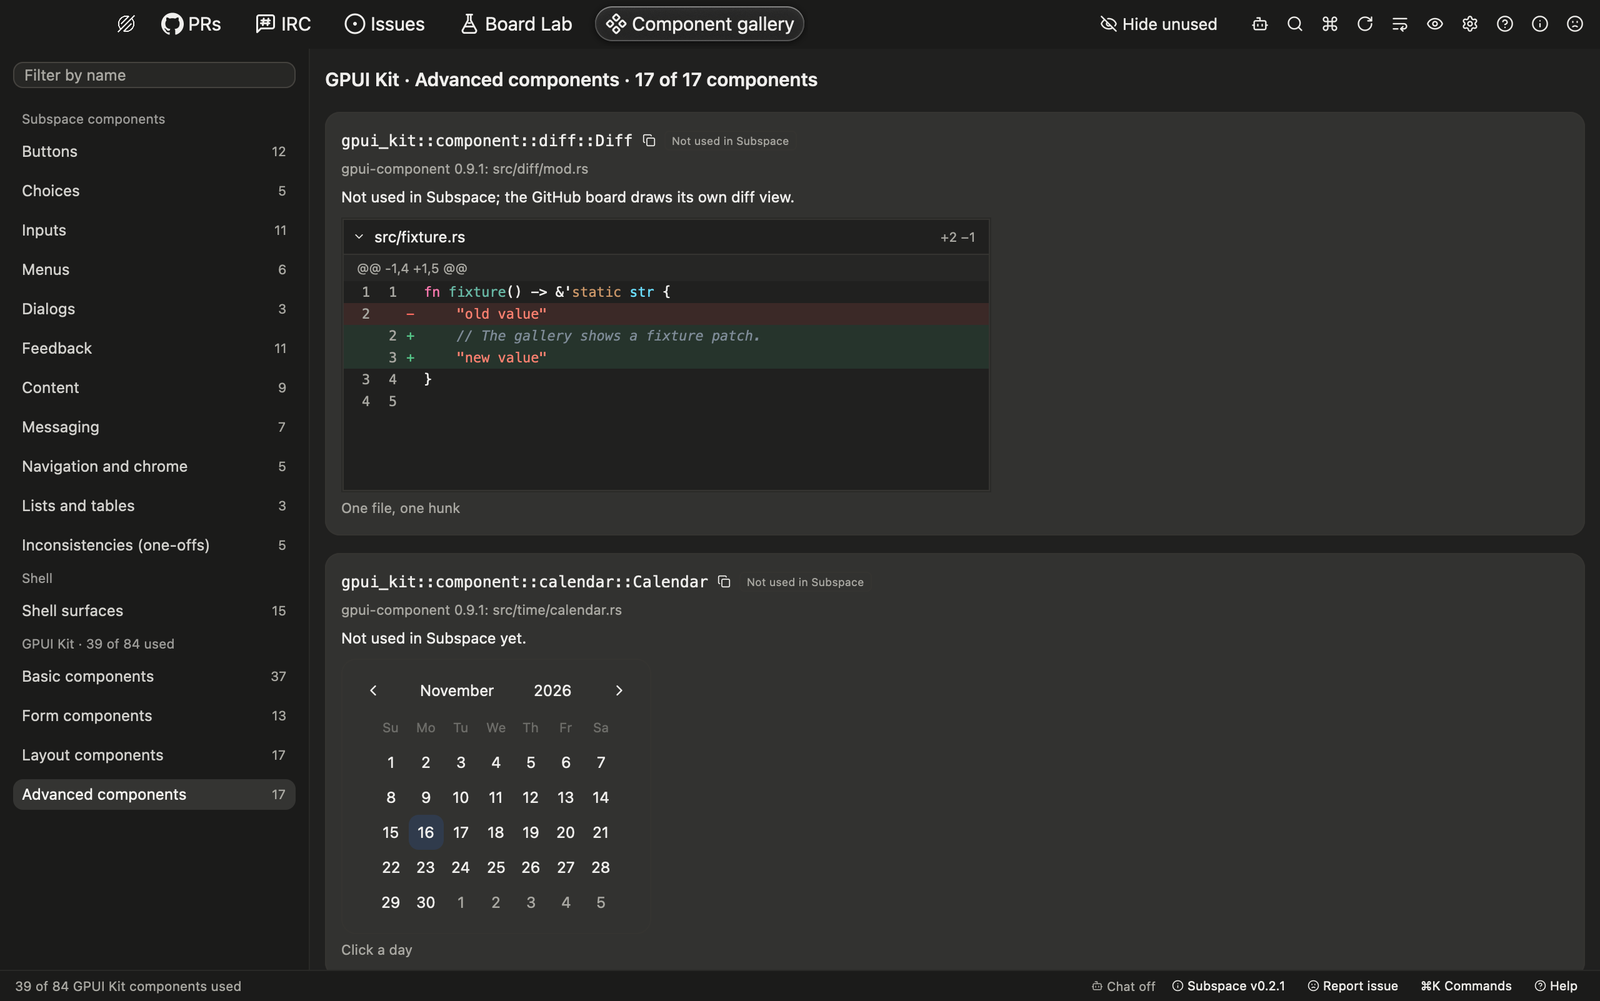 PRs
IRC
Issues
Board Lab
Component gallery
Hide unused
Filter by name
Subspace components
Buttons 12
Choices 5
Inputs 11
Menus 6
Dialogs 3
Feedback 11
Content 9
Messaging 7
Navigation and chrome 5
Lists and tables 3
Inconsistencies (one-offs) 5
Shell
Shell surfaces 15
GPUI Kit · 39 of 84 used
Basic components 37
Form components 13
Layout components 17
Advanced components 17
GPUI Kit · Advanced components · 17 of 17 components
gpui_kit::component::diff::Diff Not used in Subspace
gpui-component 0.9.1: src/diff/mod.rs
Not used in Subspace; the GitHub board draws its own diff view.
src/fixture.rs +2 −1
@@ -1,4 +1,5 @@
1 1 fn fixture() -> &'static str {
2 − "old value"
2 + // The gallery shows a fixture patch.
3 + "new value"
3 4 }
4 5
One file, one hunk
gpui_kit::component::calendar::Calendar Not used in Subspace
gpui-component 0.9.1: src/time/calendar.rs
Not used in Subspace yet.
November 2026
Su Mo Tu We Th Fr Sa
1 2 3 4 5 6 7
8 9 10 11 12 13 14
15 16 17 18 19 20 21
22 23 24 25 26 27 28
29 30 1 2 3 4 5
Click a day
39 of 84 GPUI Kit components used
Chat off
Subspace v0.2.1
Report issue
⌘K Commands
Help